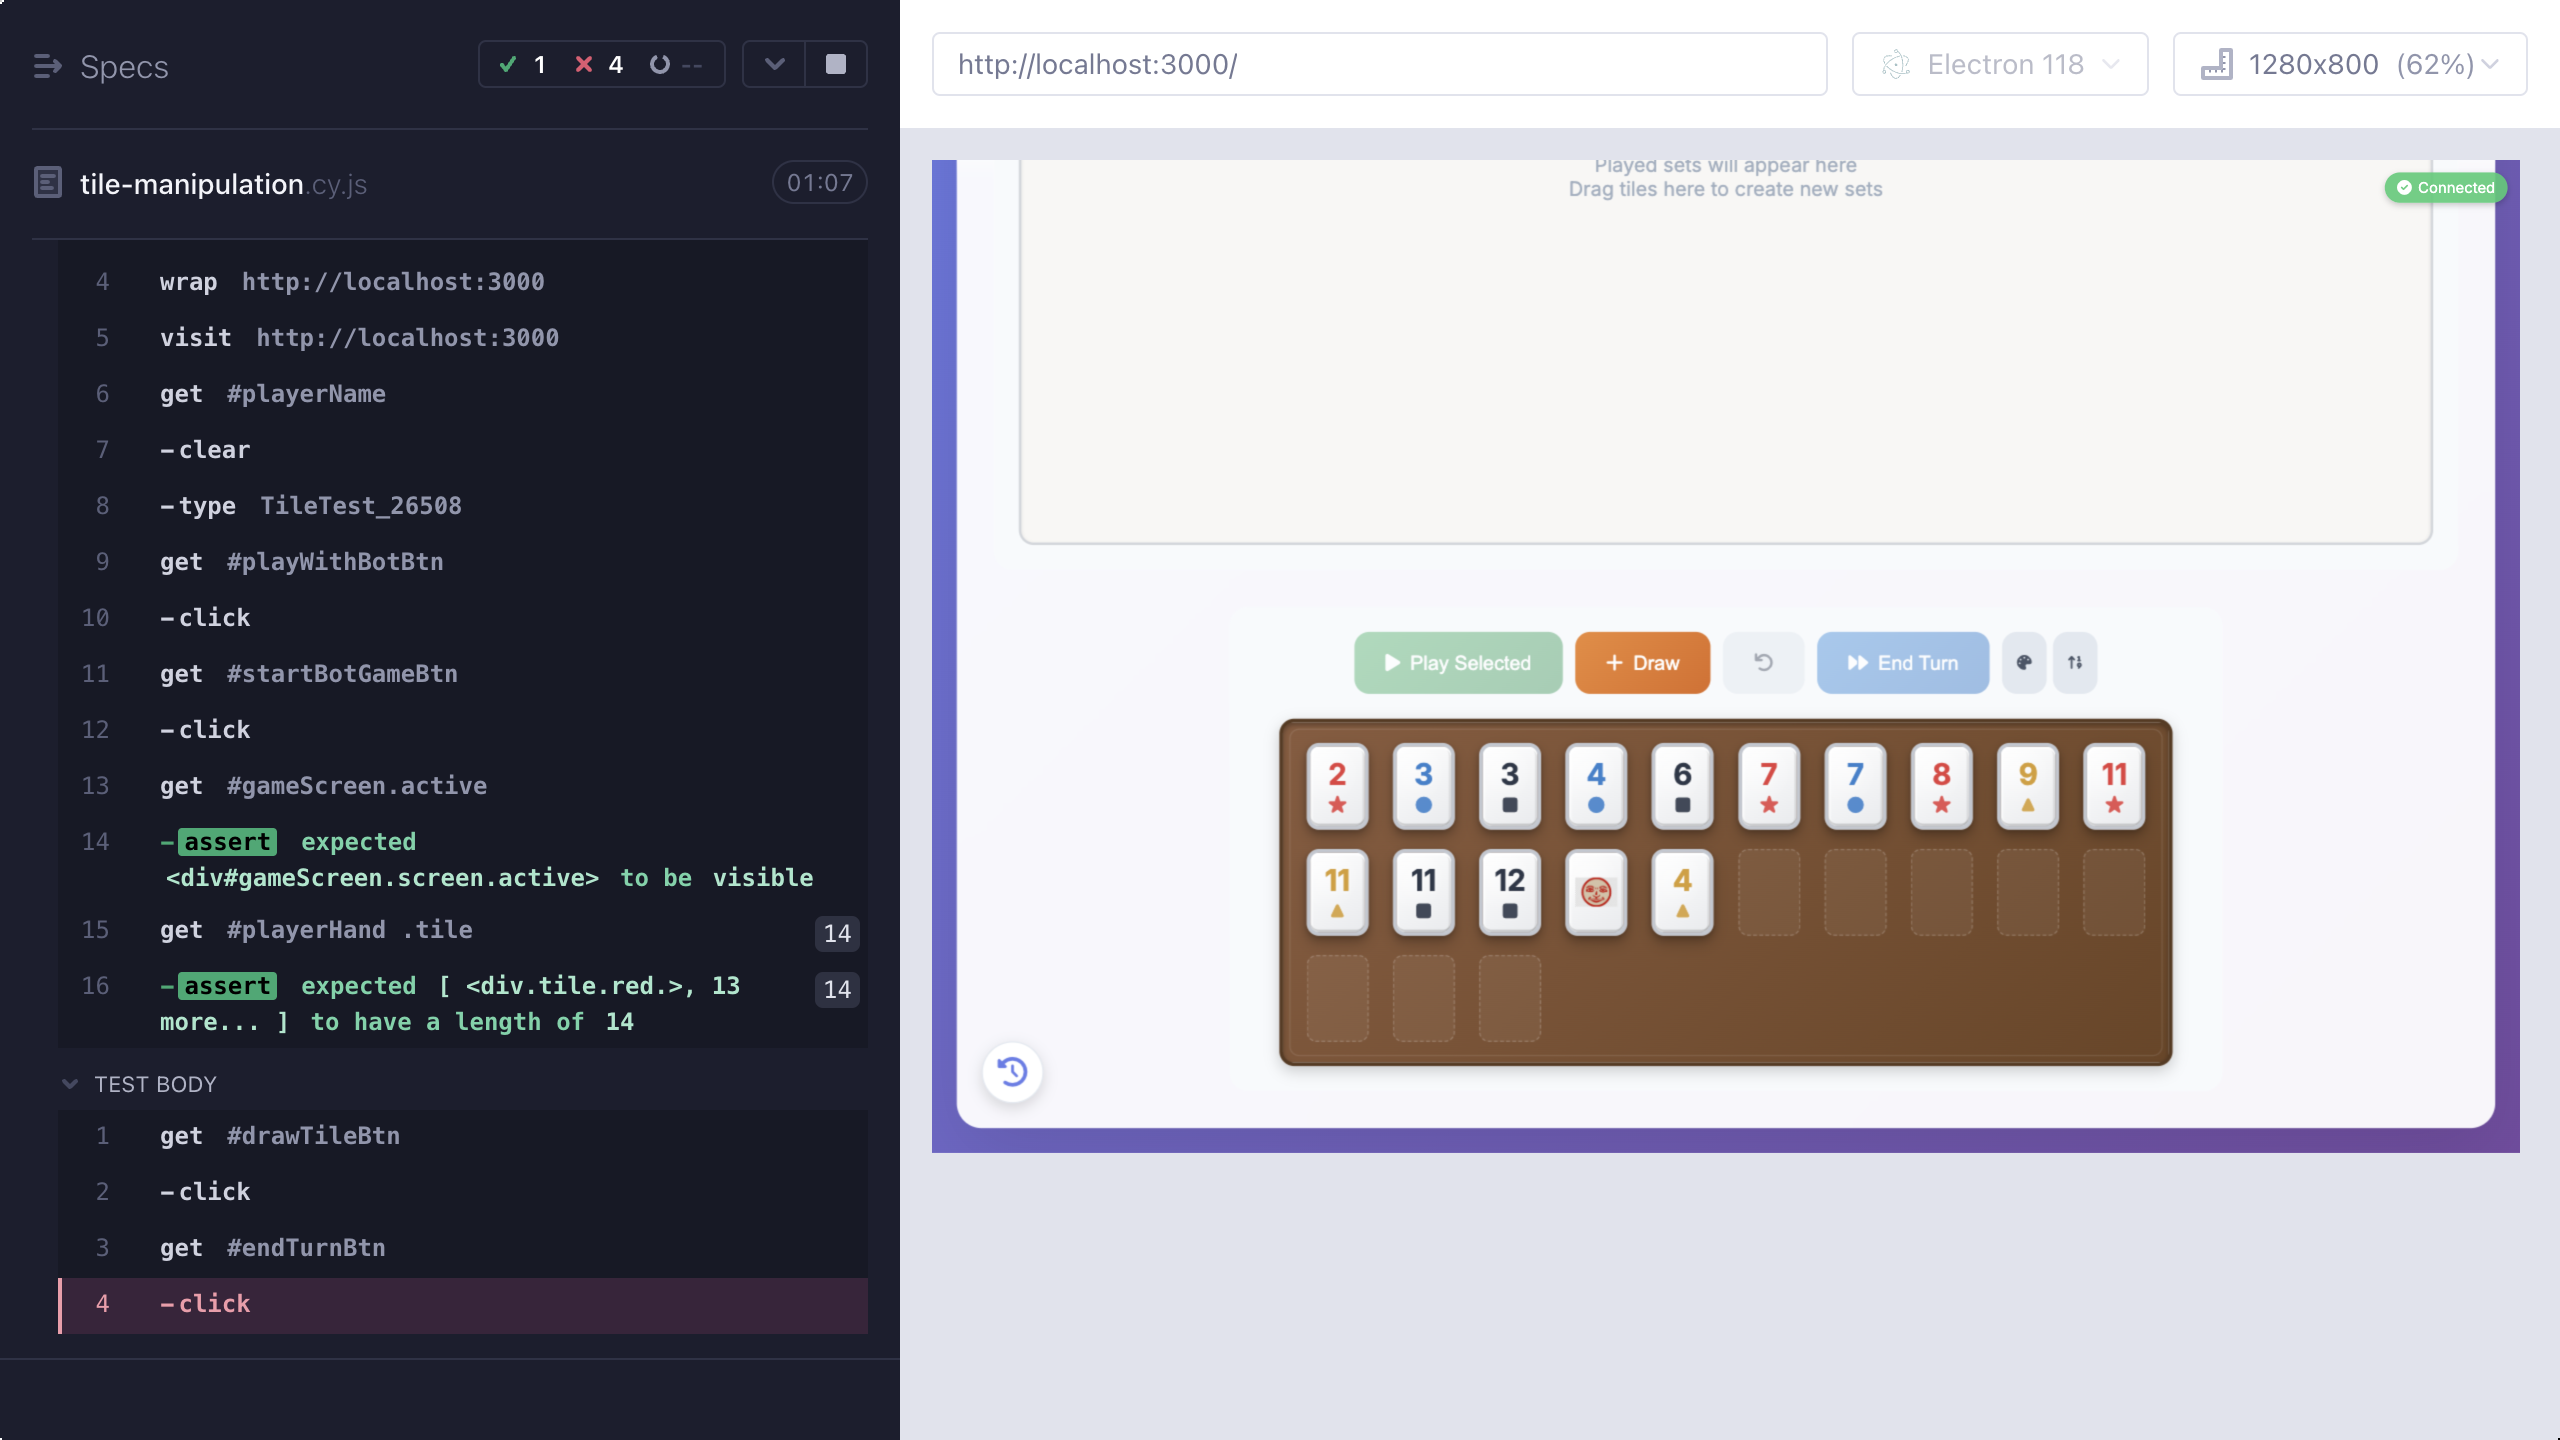 Specs
1 4 --
tile-manipulation.cy.js 01:07
4 wrap http://localhost:3000
5 visit http://localhost:3000
6 get #playerName
7 -clear
8 -type TileTest_26508
9 get #playWithBotBtn
10 -click
11 get #startBotGameBtn
12 -click
13 get #gameScreen.active
14 -assert expected
<div#gameScreen.screen.active> to be visible
15 get #playerHand .tile 14
16 -assert expected [ <div.tile.red.>, 13 14
more... ] to have a length of 14
TEST BODY
1 get #drawTileBtn
2 -click
3 get #endTurnBtn
4 -click
http://localhost:3000/
Electron 118
1280x800 (62%)
Played sets will appear here
Drag tiles here to create new sets
Connected
Play Selected
Draw
End Turn
2 3 3 4 6 7 7 8 9 11
11 11 12 4